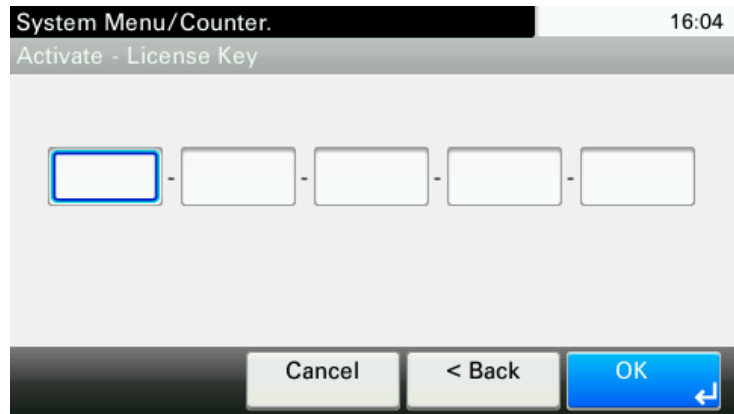 System Menu/Counter. 16:04
Activate - License Key
- - - -
Cancel < Back OK